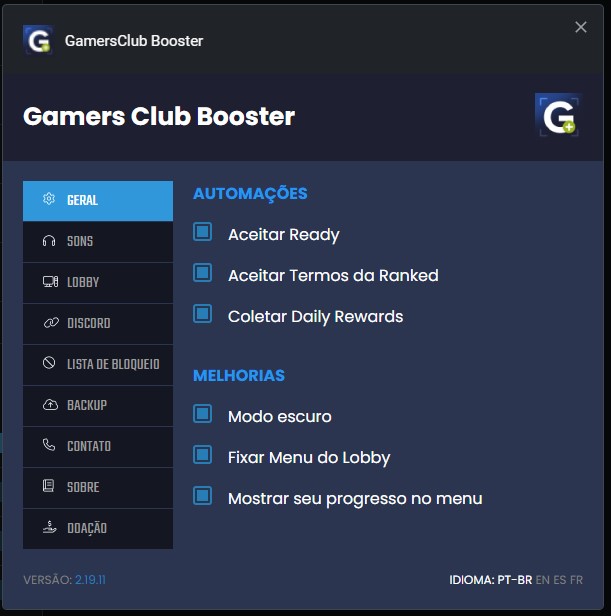 GamersClub Booster
Gamers Club Booster
GERAL
SONS
LOBBY
DISCORD
LISTA DE BLOQUEIO
BACKUP
CONTATO
SOBRE
DOAÇÃO
AUTOMAÇÕES
Aceitar Ready
Aceitar Termos da Ranked
Coletar Daily Rewards
MELHORIAS
Modo escuro
Fixar Menu do Lobby
Mostrar seu progresso no menu
VERSÃO: 2.19.11
IDIOMA: PT-BR EN ES FR